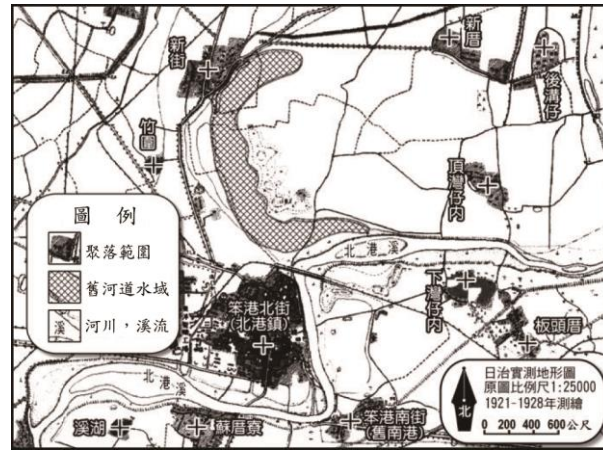 新街
新厝
後溝仔
竹圍
頂灣仔內
北港溪
圖 例
聚落範圍
舊河道水域
溪
河川，溪流
笨港北街
(北港鎮)
下灣仔內
板頭厝
北港溪
溪湖
蘇厝寮
笨港南街
(舊南港)
北
日治實測地形圖
原圖比例尺1:25000
1921-1928年測繪
0 200 400 600公尺